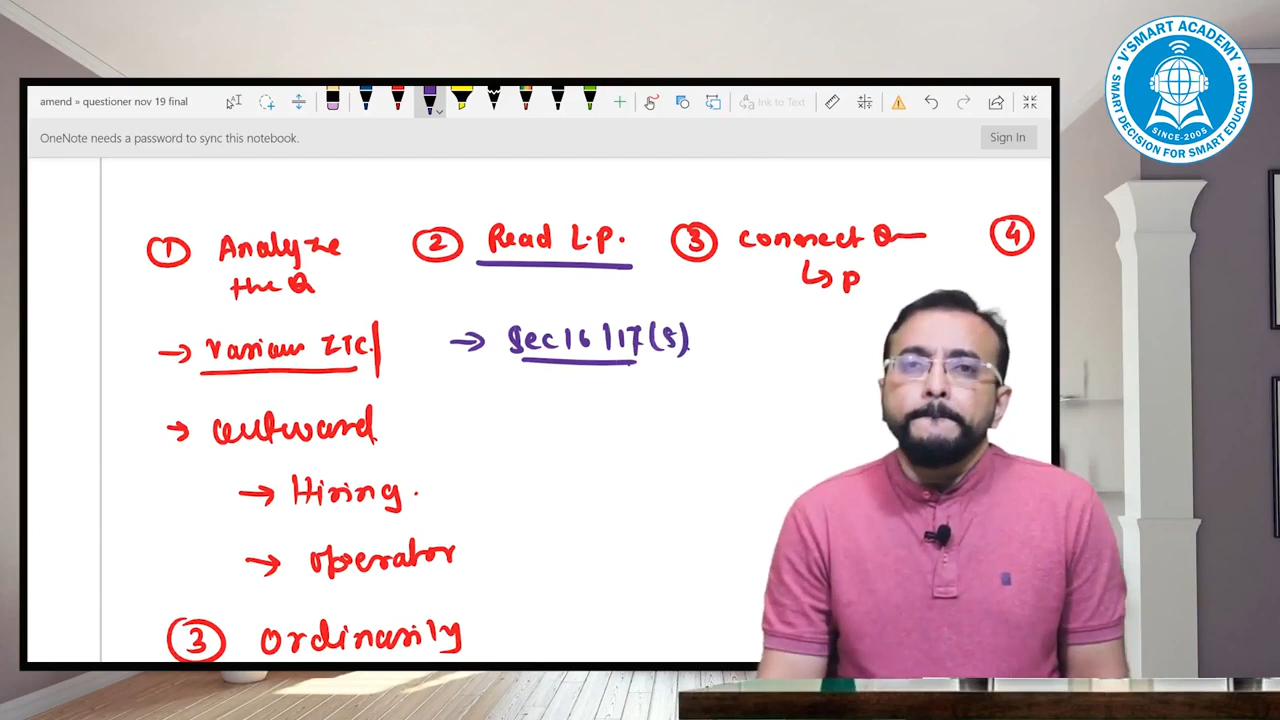 V'SMART ACADEMY
SINCE-2005
SMART DECISION FOR SMART EDUCATION
amend » questioner nov 19 final
Ink to Text
OneNote needs a password to sync this notebook.
Sign In
① Analyze the Q
② Read L.P.
③ connect Q
↳ P
④
→ various ITC
→ Sec 16 | 17(5)
→ outward
→ Hiring.
→ operator
③ ordinarily